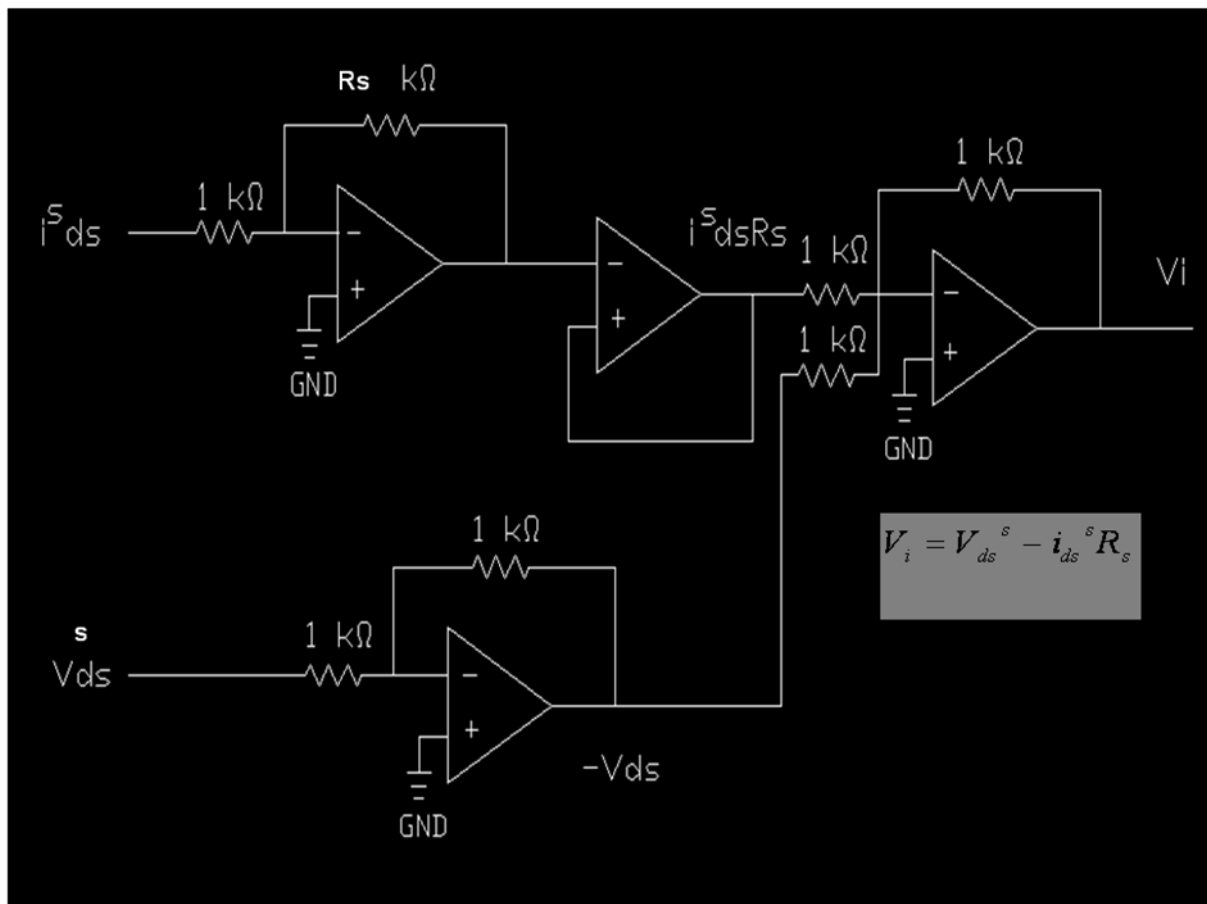 Rs kΩ
1 kΩ
i^s ds
-
+
GND
-
+
i^s dsRs
1 kΩ
1 kΩ
1 kΩ
-
+
GND
Vi
V_i = V_ds^s - i_ds^s R_s
1 kΩ
s
Vds
1 kΩ
-
+
GND
-Vds